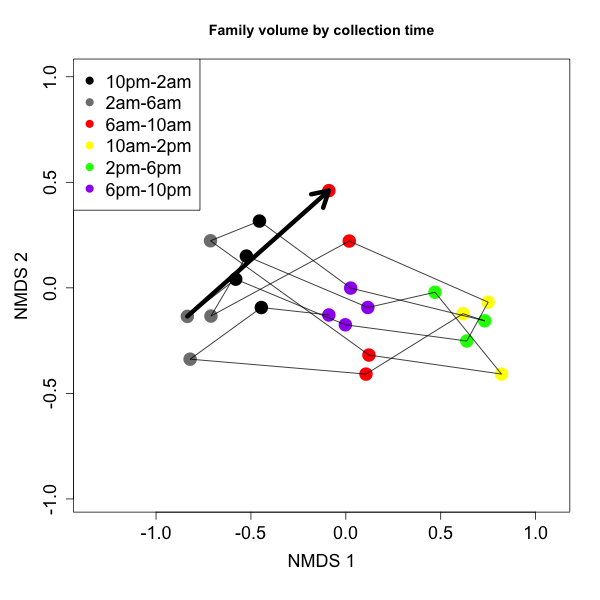 Family volume by collection time
10pm-2am
2am-6am
6am-10am
10am-2pm
2pm-6pm
6pm-10pm
1.0
0.5
0.0
-0.5
-1.0
NMDS 2
-1.0 -0.5 0.0 0.5 1.0
NMDS 1